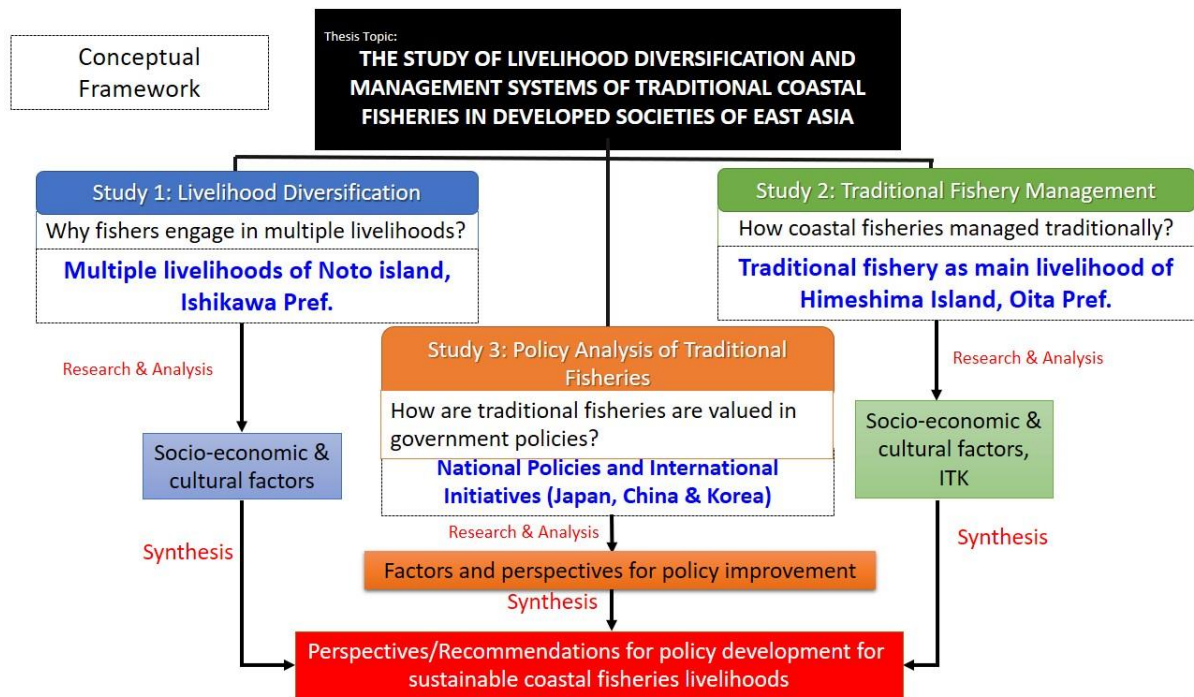 Conceptual
Framework
Thesis Topic:
THE STUDY OF LIVELIHOOD DIVERSIFICATION AND
MANAGEMENT SYSTEMS OF TRADITIONAL COASTAL
FISHERIES IN DEVELOPED SOCIETIES OF EAST ASIA
Study 1: Livelihood Diversification
Why fishers engage in multiple livelihoods?
Multiple livelihoods of Noto island,
Ishikawa Pref.
Research & Analysis
Socio-economic &
cultural factors
Synthesis
Study 3: Policy Analysis of Traditional
Fisheries
How are traditional fisheries are valued in
government policies?
National Policies and International
Initiatives (Japan, China & Korea)
Research & Analysis
Factors and perspectives for policy improvement
Synthesis
Study 2: Traditional Fishery Management
How coastal fisheries managed traditionally?
Traditional fishery as main livelihood of
Himeshima Island, Oita Pref.
Research & Analysis
Socio-economic &
cultural factors,
ITK
Synthesis
Perspectives/Recommendations for policy development for
sustainable coastal fisheries livelihoods